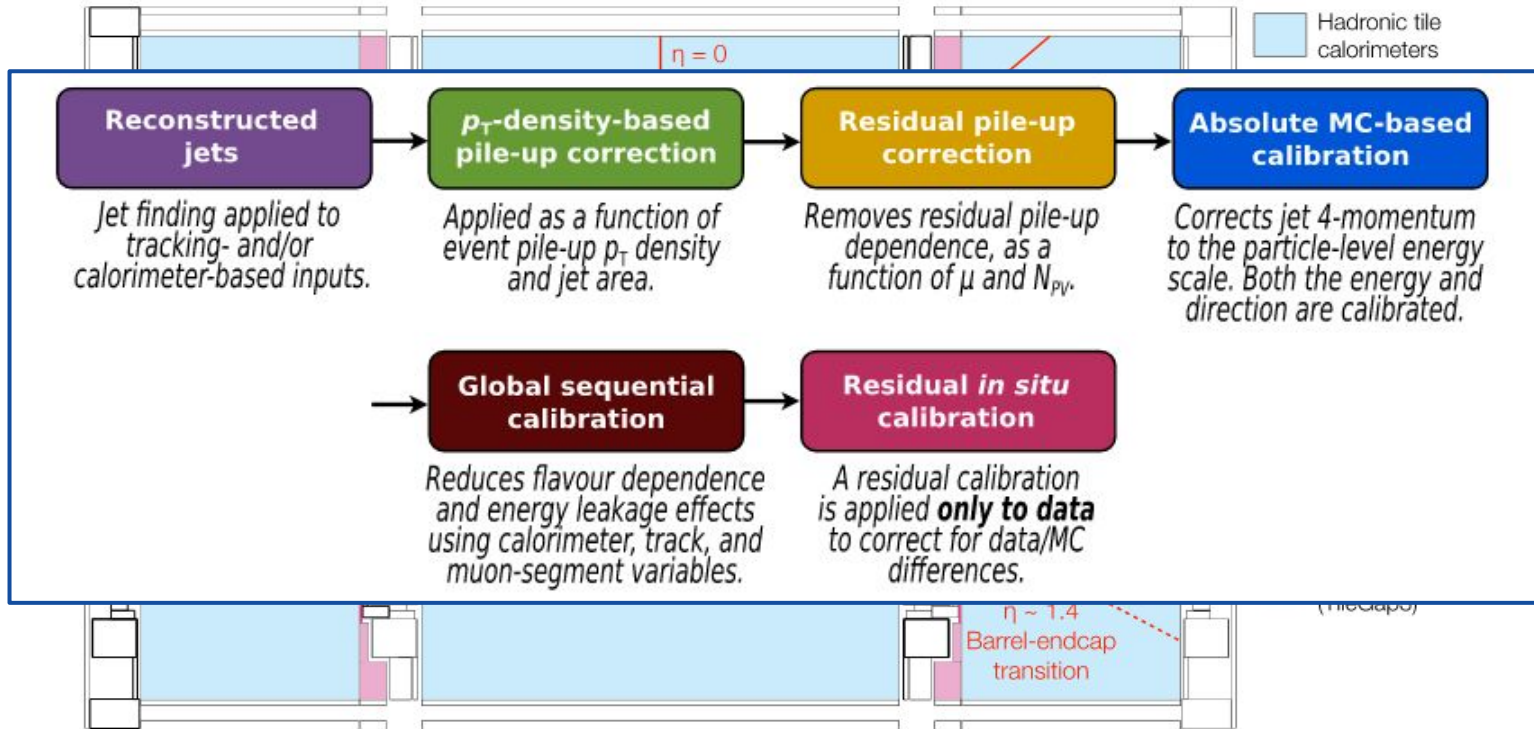 Hadronic tile
calorimeters
η = 0
Reconstructed
jets
Jet finding applied to
tracking- and/or
calorimeter-based inputs.
pT-density-based
pile-up correction
Applied as a function of
event pile-up pT density
and jet area.
Residual pile-up
correction
Removes residual pile-up
dependence, as a
function of µ and NPV.
Absolute MC-based
calibration
Corrects jet 4-momentum
to the particle-level energy
scale. Both the energy and
direction are calibrated.
Global sequential
calibration
Reduces flavour dependence
and energy leakage effects
using calorimeter, track, and
muon-segment variables.
Residual in situ
calibration
A residual calibration
is applied only to data
to correct for data/MC
differences.
η ~ 1.4
Barrel-endcap
transition